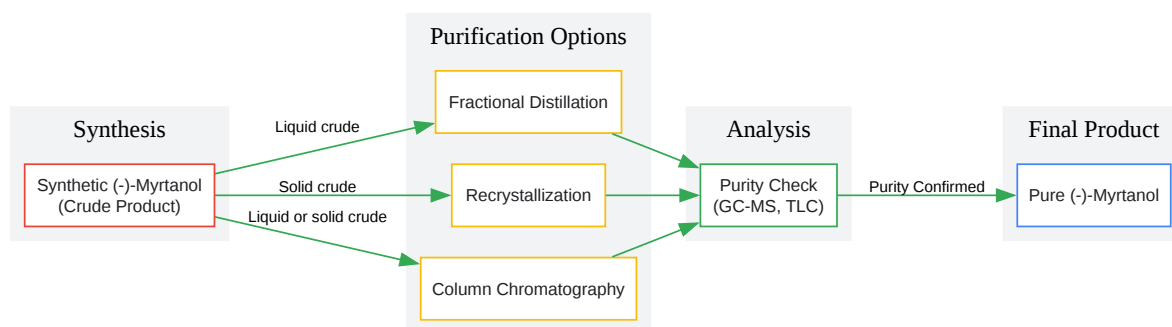 Purification Options
Fractional Distillation
Synthesis
Liquid crude
Analysis
Final Product
Synthetic (-)-Myrtanol
(Crude Product)
Solid crude
Recrystallization
Purity Check
(GC-MS, TLC)
Purity Confirmed
Pure (-)-Myrtanol
Liquid or solid crude
Column Chromatography